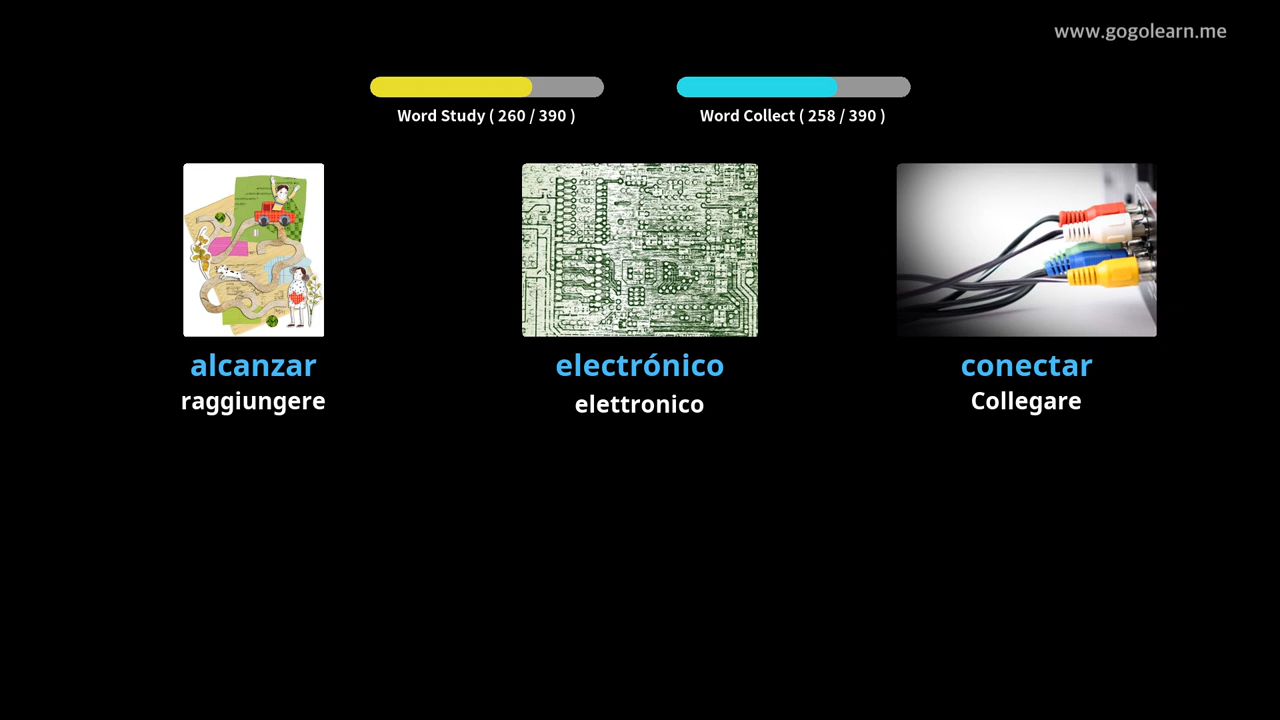 www.gogolearn.me
Word Study ( 260 / 390 )
Word Collect ( 258 / 390 )
alcanzar
raggiungere
electrónico
elettronico
conectar
Collegare